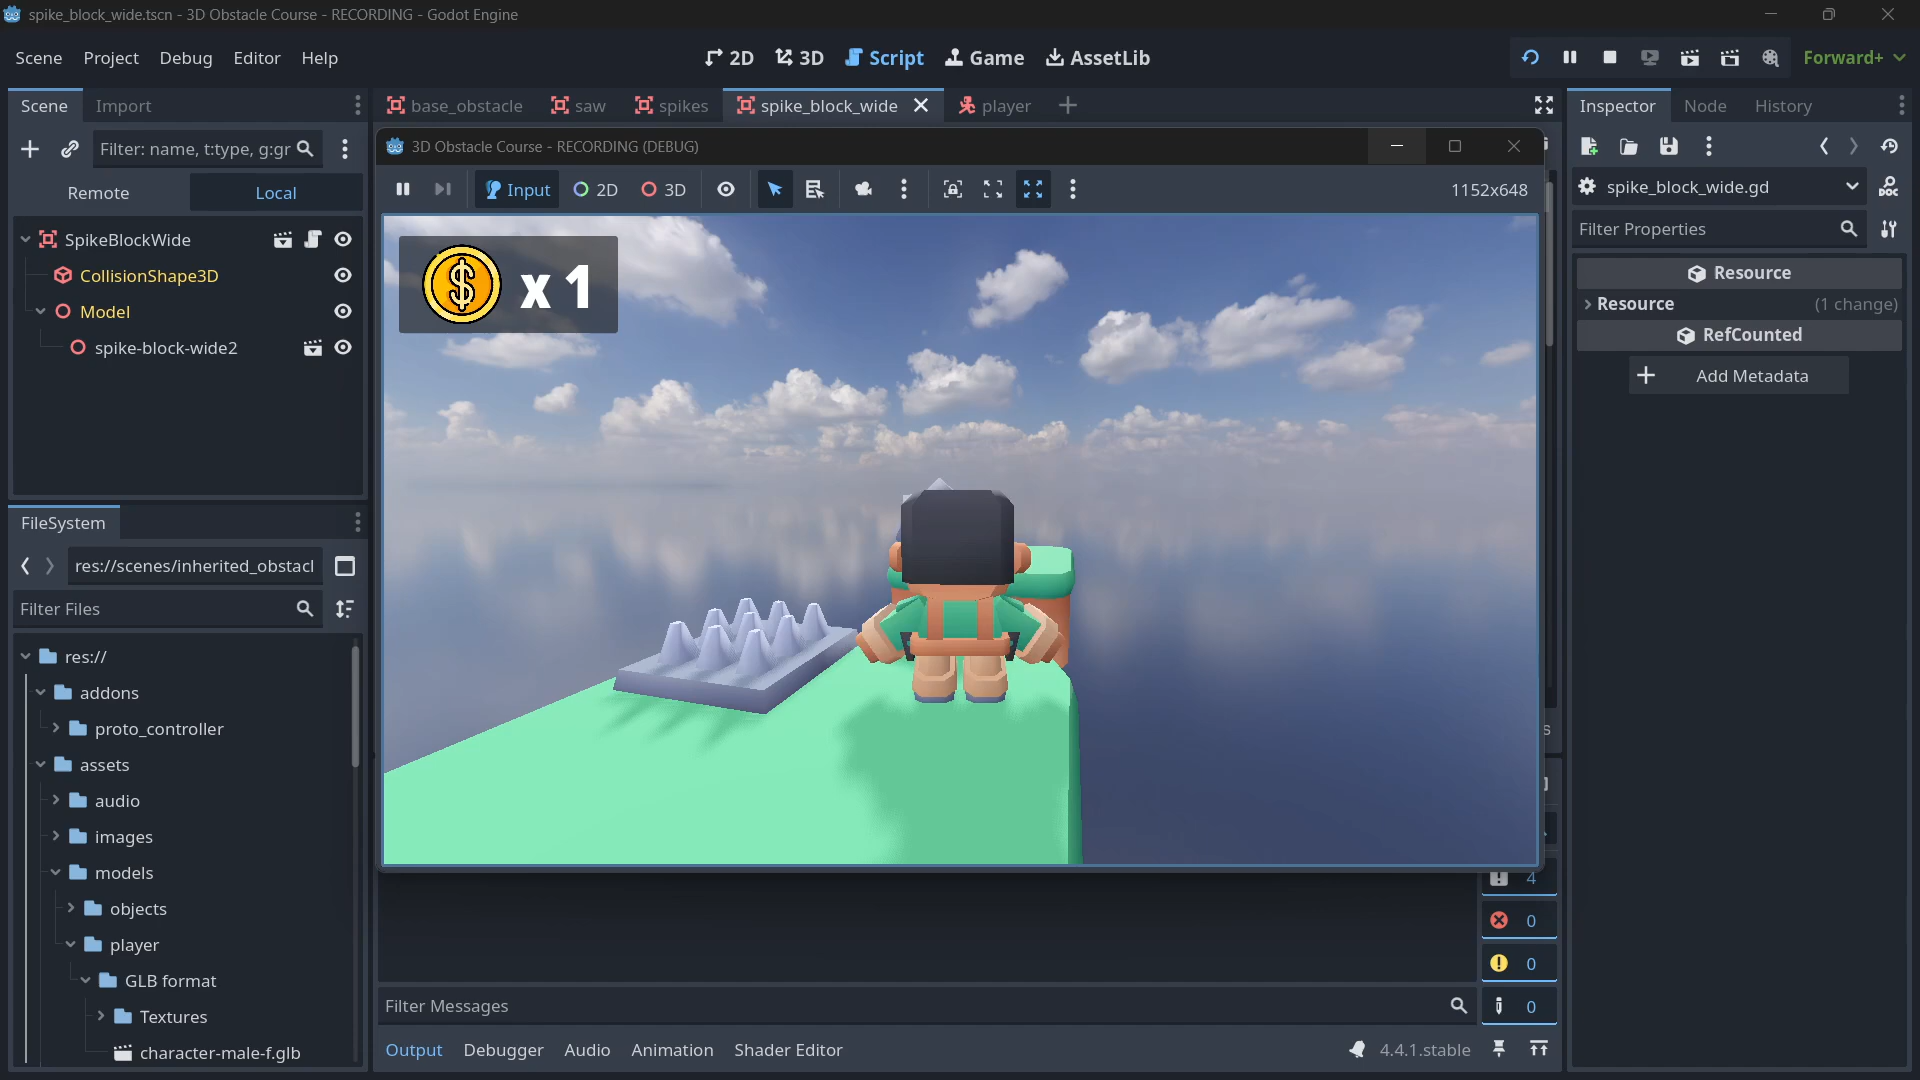 spike_block_wide.tscn - 3D Obstacle Course - RECORDING - Godot Engine
Scene Project Debug Editor Help
2D 3D Script Game AssetLib
Forward+
Scene Import
base_obstacle saw spikes spike_block_wide player
Inspector Node History
Filter: name, t:type, g:gr
3D Obstacle Course - RECORDING (DEBUG)
Remote Local
Input 2D 3D
1152x648
spike_block_wide.gd
Filter Properties
SpikeBlockWide
CollisionShape3D
Model
spike-block-wide2
$ x 1
Resource
Resource (1 change)
RefCounted
Add Metadata
FileSystem
res://scenes/inherited_obstacl
Filter Files
res://
addons
proto_controller
assets
audio
images
models
objects
player
GLB format
Textures
character-male-f.glb
s
4
0
0
0
Filter Messages
Output Debugger Audio Animation Shader Editor
4.4.1.stable